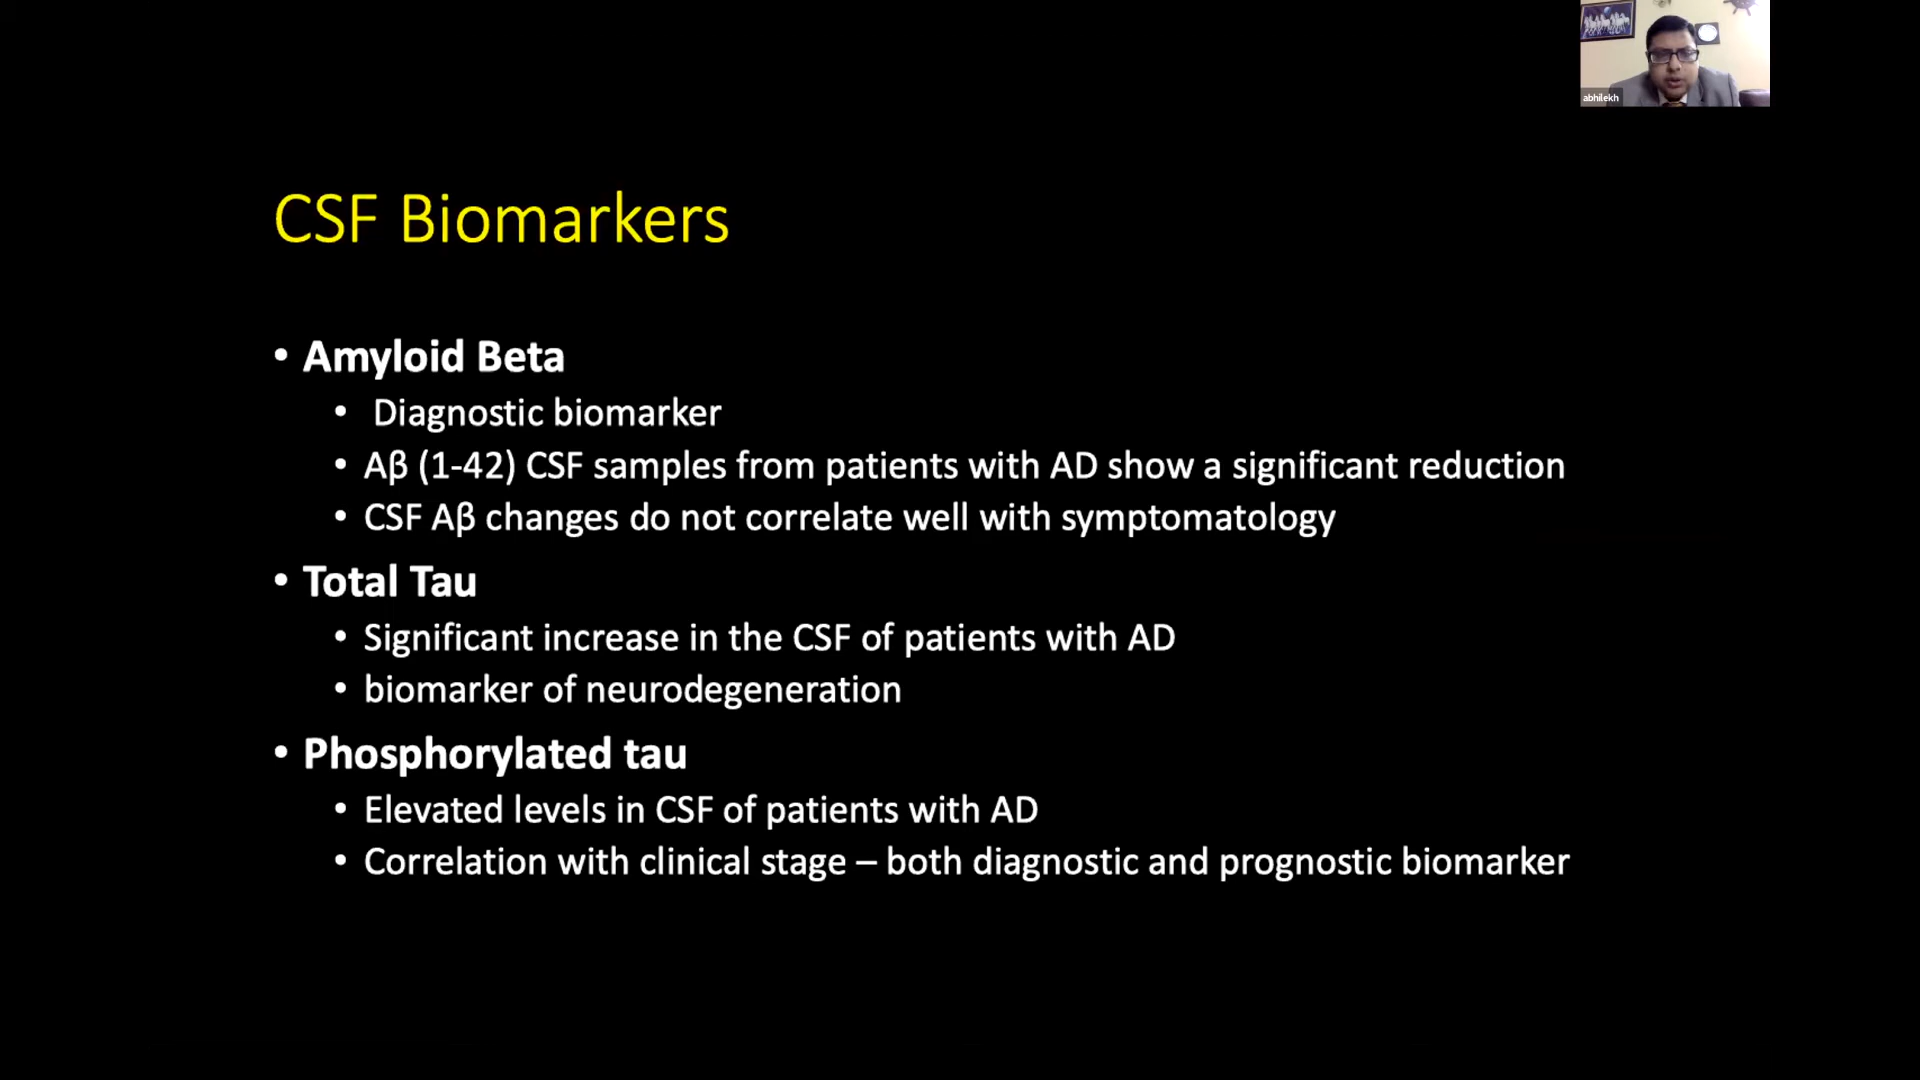 abhilekh
CSF Biomarkers
• Amyloid Beta
• Diagnostic biomarker
• Aβ (1-42) CSF samples from patients with AD show a significant reduction
• CSF Aβ changes do not correlate well with symptomatology
• Total Tau
• Significant increase in the CSF of patients with AD
• biomarker of neurodegeneration
• Phosphorylated tau
• Elevated levels in CSF of patients with AD
• Correlation with clinical stage – both diagnostic and prognostic biomarker